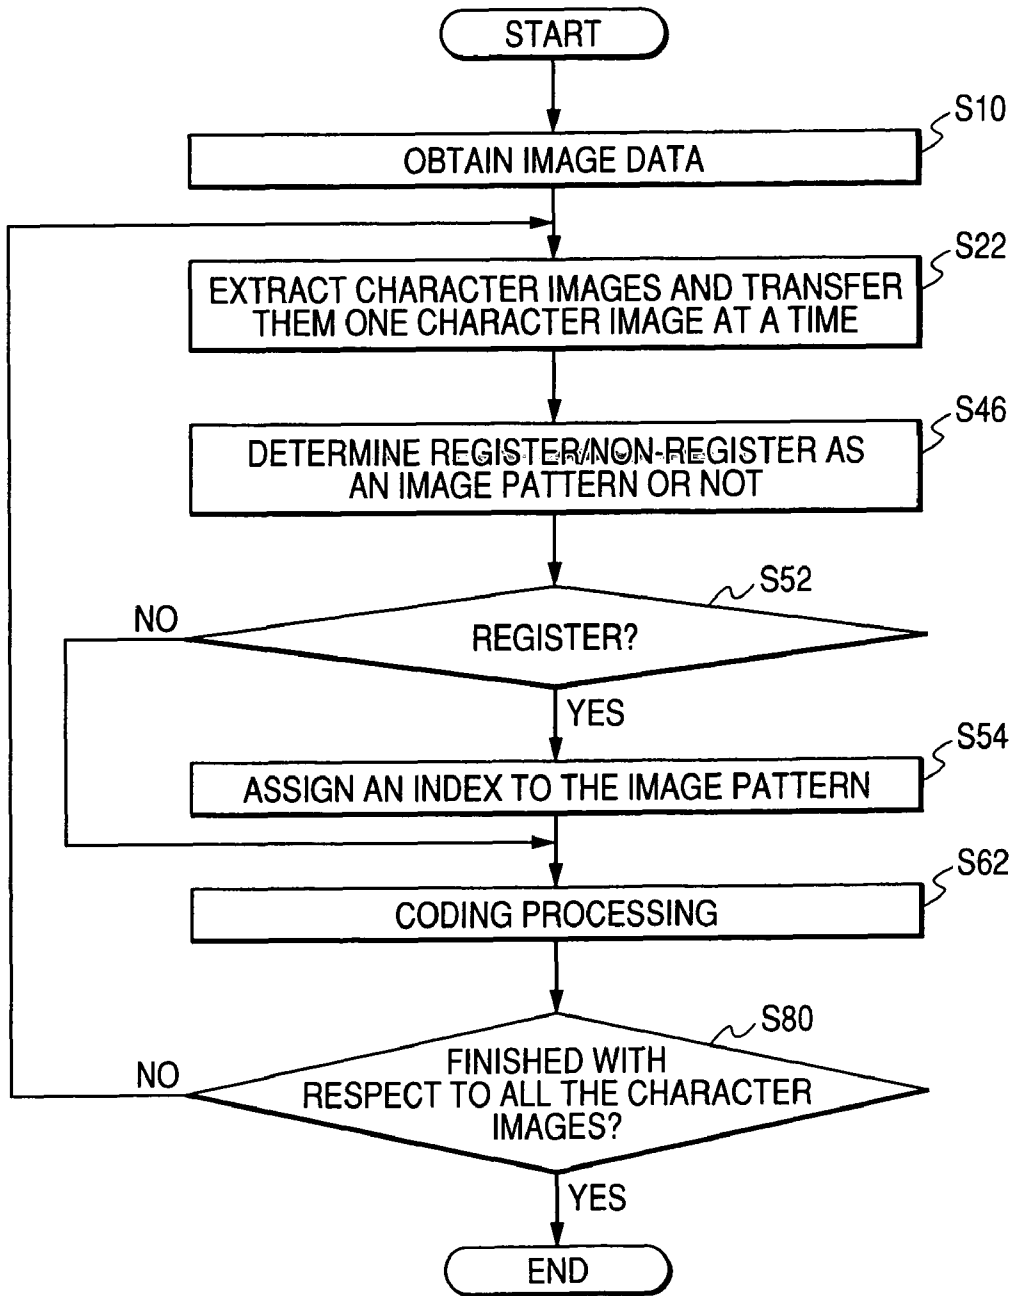 START
S10
OBTAIN IMAGE DATA
S22
EXTRACT CHARACTER IMAGES AND TRANSFER
THEM ONE CHARACTER IMAGE AT A TIME
S46
DETERMINE REGISTER/NON-REGISTER AS
AN IMAGE PATTERN OR NOT
S52
NO
REGISTER?
YES
S54
ASSIGN AN INDEX TO THE IMAGE PATTERN
S62
CODING PROCESSING
S80
NO
FINISHED WITH
RESPECT TO ALL THE CHARACTER
IMAGES?
YES
END